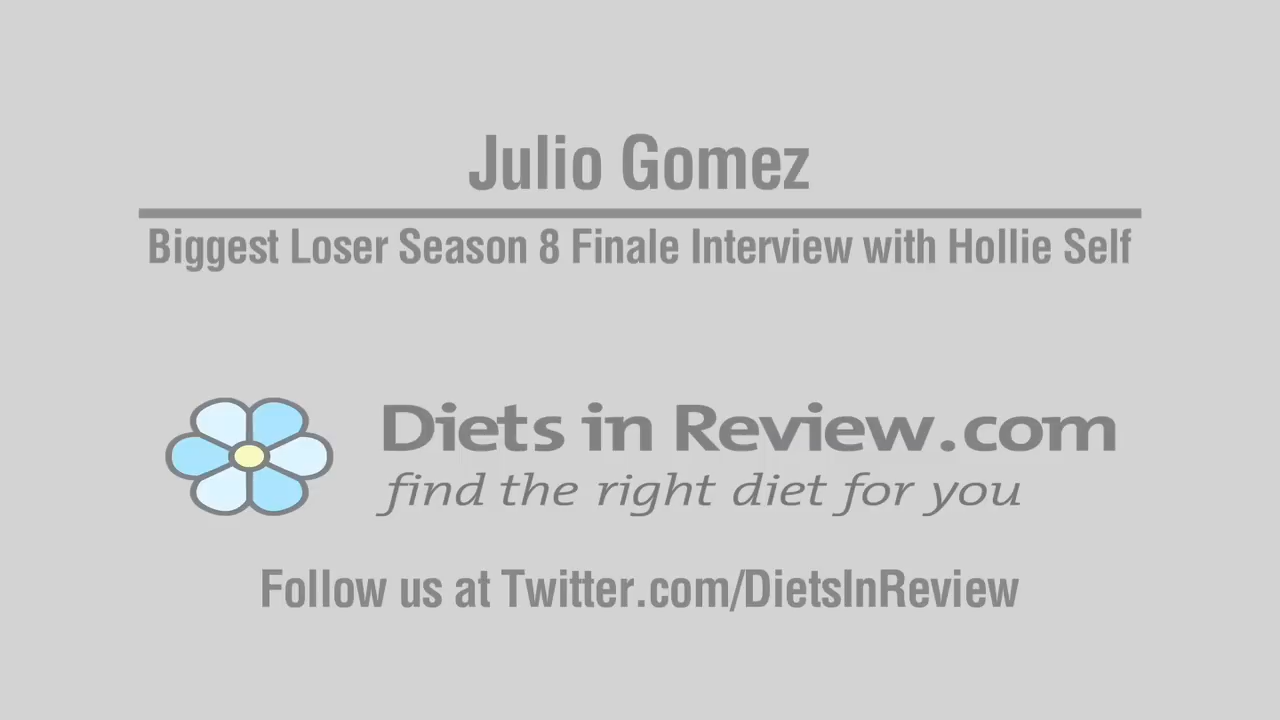 Julio Gomez
Biggest Loser Season 8 Finale Interview with Hollie Self
Diets in Review.com
find the right diet for you
Follow us at Twitter.com/DietsInReview